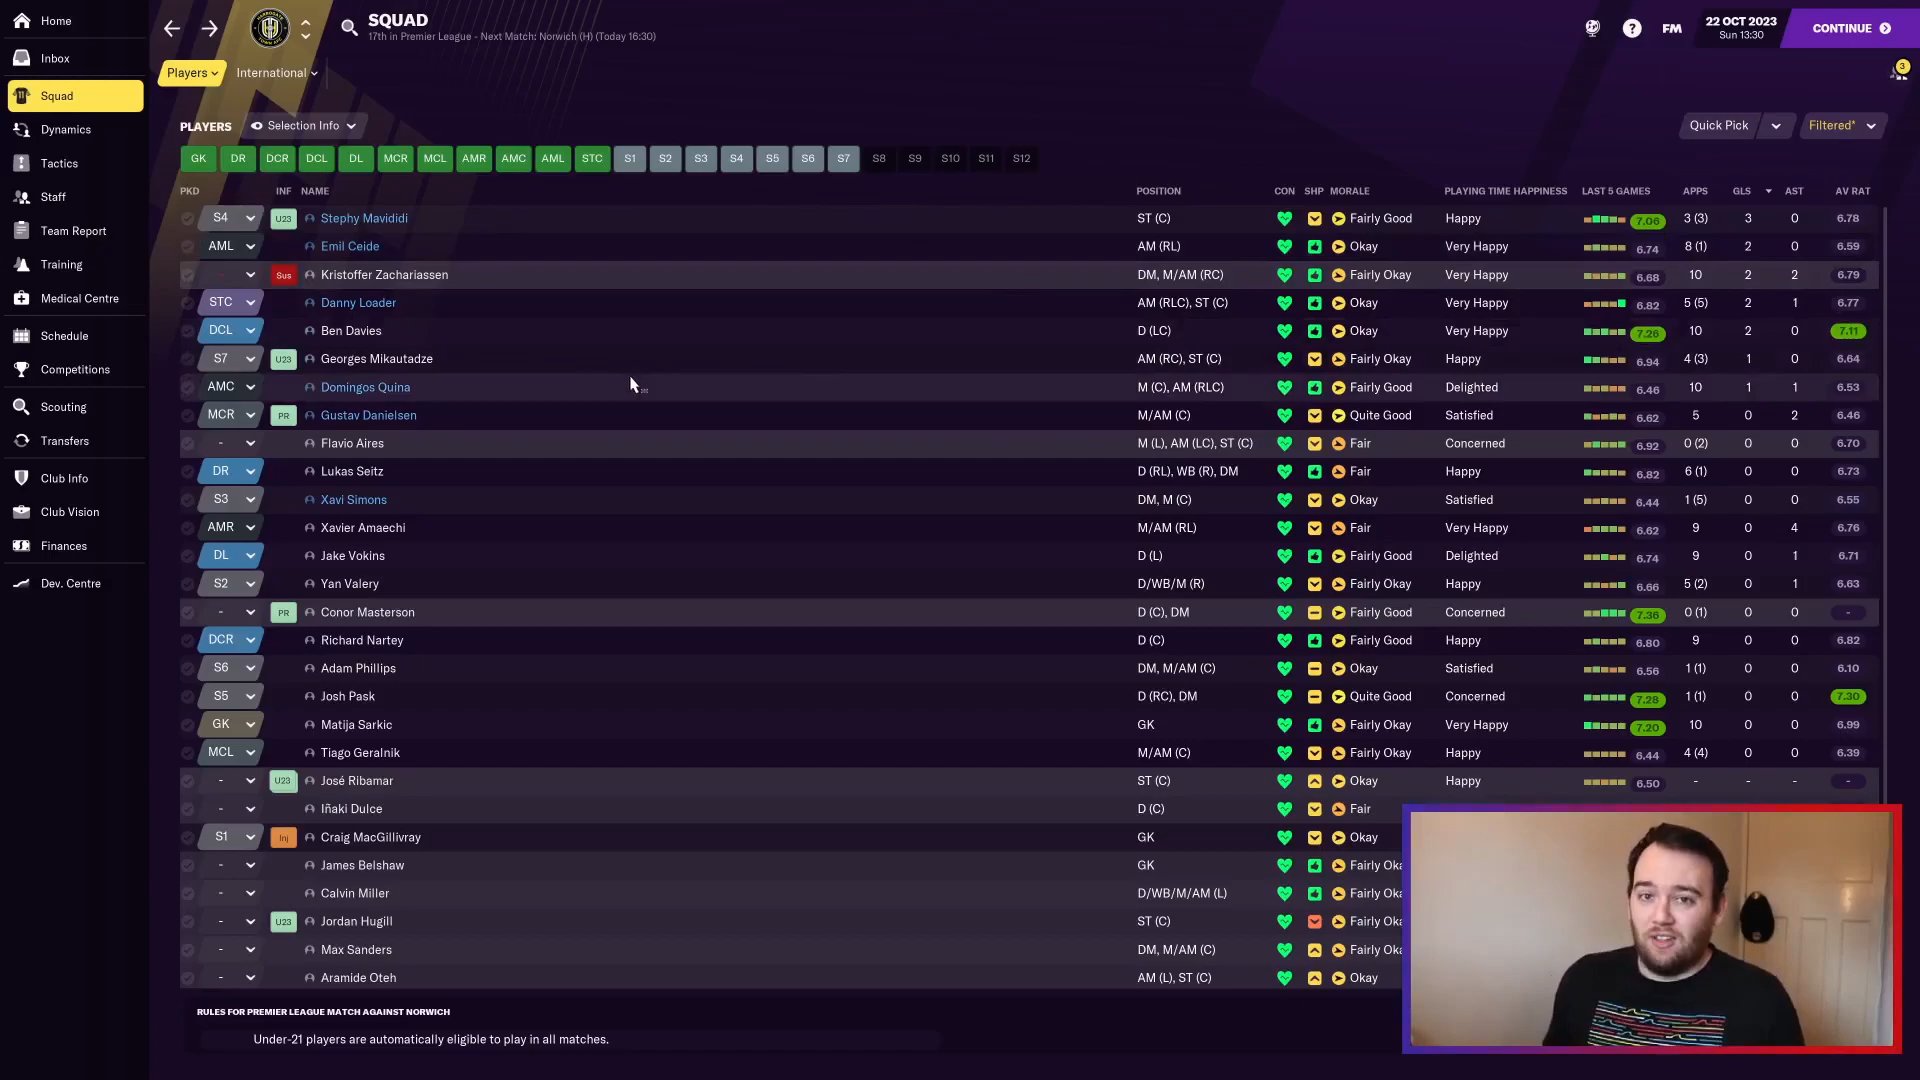 Home
Inbox
Squad
Dynamics
Tactics
Staff
Team Report
Training
Medical Centre
Schedule
Competitions
Scouting
Transfers
Club Info
Club Vision
Finances
Dev. Centre
SQUAD
17th in Premier League - Next Match: Norwich (H) (Today 16:30)
FM
22 OCT 2023
Sun 13:30
CONTINUE
Players
International
3
PLAYERS
Selection Info
Quick Pick
Filtered*
GK DR DCR DCL DL MCR MCL AMR AMC AML STC S1 S2 S3 S4 S5 S6 S7 S8 S9 S10 S11 S12
PKD INF NAME POSITION CON SHP MORALE PLAYING TIME HAPPINESS LAST 5 GAMES APPS GLS AST AV RAT
S4 U23 Stephy Mavididi ST (C) Fairly Good Happy 7.06 3 (3) 3 0 6.78
AML Emil Ceide AM (RL) Okay Very Happy 6.74 8 (1) 2 0 6.59
- Sus Kristoffer Zachariassen DM, M/AM (RC) Fairly Okay Very Happy 6.68 10 2 2 6.79
STC Danny Loader AM (RLC), ST (C) Okay Very Happy 6.82 5 (5) 2 1 6.77
DCL Ben Davies D (LC) Okay Very Happy 7.26 10 2 0 7.11
S7 U23 Georges Mikautadze AM (RC), ST (C) Fairly Okay Happy 6.94 4 (3) 1 0 6.64
AMC Domingos Quina M (C), AM (RLC) Fairly Good Delighted 6.46 10 1 1 6.53
MCR PR Gustav Danielsen M/AM (C) Quite Good Satisfied 6.62 5 0 2 6.46
- Flavio Aires M (L), AM (LC), ST (C) Fair Concerned 6.92 0 (2) 0 0 6.70
DR Lukas Seitz D (RL), WB (R), DM Fair Happy 6.82 6 (1) 0 0 6.73
S3 Xavi Simons DM, M (C) Okay Satisfied 6.44 1 (5) 0 0 6.55
AMR Xavier Amaechi M/AM (RL) Fair Very Happy 6.62 9 0 4 6.76
DL Jake Vokins D (L) Fairly Good Delighted 6.74 9 0 1 6.71
S2 Yan Valery D/WB/M (R) Fairly Okay Happy 6.66 5 (2) 0 1 6.63
- PR Conor Masterson D (C), DM Fairly Good Concerned 7.36 0 (1) 0 0 -
DCR Richard Nartey D (C) Fairly Good Happy 6.80 9 0 0 6.82
S6 Adam Phillips DM, M/AM (C) Okay Satisfied 6.56 1 (1) 0 0 6.10
S5 Josh Pask D (RC), DM Quite Good Concerned 7.28 1 (1) 0 0 7.30
GK Matija Sarkic GK Fairly Okay Very Happy 7.20 10 0 0 6.99
MCL Tiago Geralnik M/AM (C) Fairly Okay Happy 6.44 4 (4) 0 0 6.39
- U23 José Ribamar ST (C) Okay Happy 6.50 - - - -
- Iñaki Dulce D (C) Fair
S1 Inj Craig MacGillivray GK Okay
- James Belshaw GK Fairly Oka
- Calvin Miller D/WB/M/AM (L) Fairly Oka
- U23 Jordan Hugill ST (C) Fairly Oka
- Max Sanders DM, M/AM (C) Fairly Oka
- Aramide Oteh AM (L), ST (C) Okay
RULES FOR PREMIER LEAGUE MATCH AGAINST NORWICH
Under-21 players are automatically eligible to play in all matches.